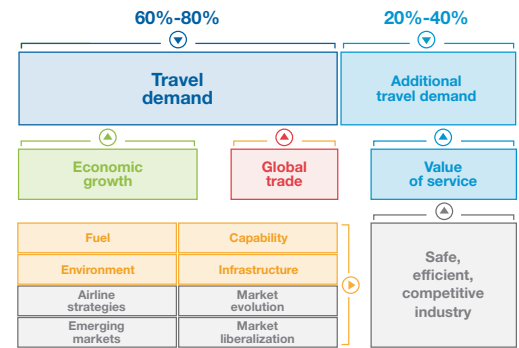 60%-80%
20%-40%
Travel
demand
Additional
travel demand
Economic
growth
Global
trade
Value
of service
Fuel
Capability
Environment
Infrastructure
Airline
strategies
Market
evolution
Emerging
markets
Market
liberalization
Safe,
efficient,
competitive
industry